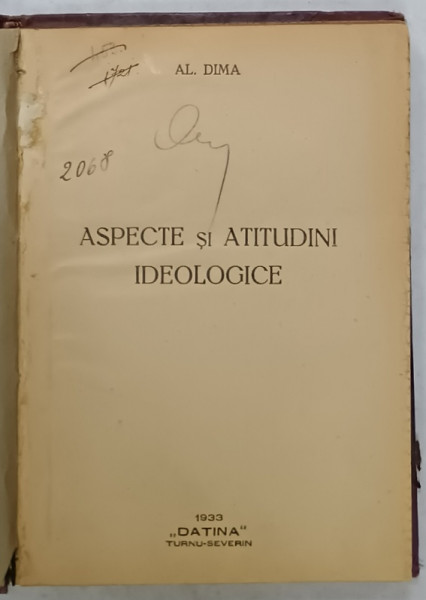 AL. DIMA
2068
ASPECTE și ATITUDINI
IDEOLOGICE
1933
„DATINA"
TURNU-SEVERIN